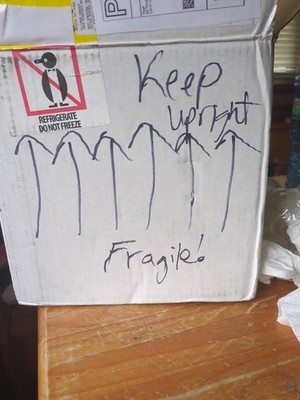 P
REFRIGERATE
DO NOT FREEZE
Keep
upright
Fragile!